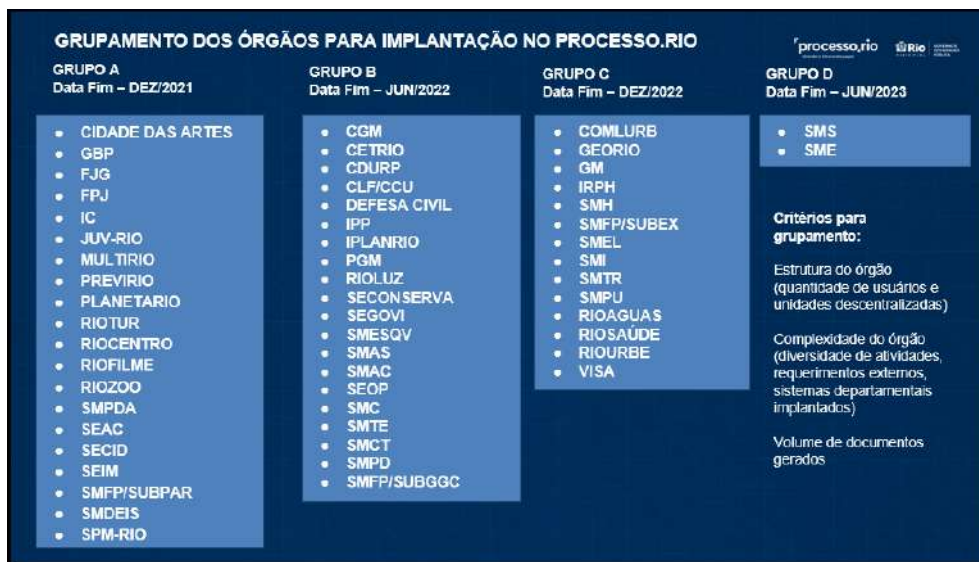 GRUPAMENTO DOS ÓRGÃOS PARA IMPLANTAÇÃO NO PROCESSO.RIO
processo.rio
Rio
GRUPO A
Data Fim – DEZ/2021
CIDADE DAS ARTES
GBP
FJG
FPJ
IC
JUV-RIO
MULTIRIO
PREVIRIO
PLANETARIO
RIOTUR
RIOCENTRO
RIOFILME
RIOZOO
SMPDA
SEAC
SECID
SEIM
SMFP/SUBPAR
SMDEIS
SPM-RIO
GRUPO B
Data Fim – JUN/2022
CGM
CETRIO
CDURP
CLF/CCU
DEFESA CIVIL
IPP
IPLANRIO
PGM
RIOLUZ
SECONSERVA
SEGOVI
SMESQV
SMAS
SMAC
SEOP
SMC
SMTE
SMCT
SMPD
SMFP/SUBGGC
GRUPO C
Data Fim – DEZ/2022
COMLURB
GEORIO
GM
IRPH
SMH
SMFP/SUBEX
SMEL
SMI
SMTR
SMPU
RIOAGUAS
RIOSAÚDE
RIOURBE
VISA
GRUPO D
Data Fim – JUN/2023
SMS
SME
Critérios para
grupamento:
Estrutura do órgão
(quantidade de usuários e
unidades descentralizadas)
Complexidade do órgão
(diversidade de atividades,
requerimentos externos,
sistemas departamentais
implantados)
Volume de documentos
gerados